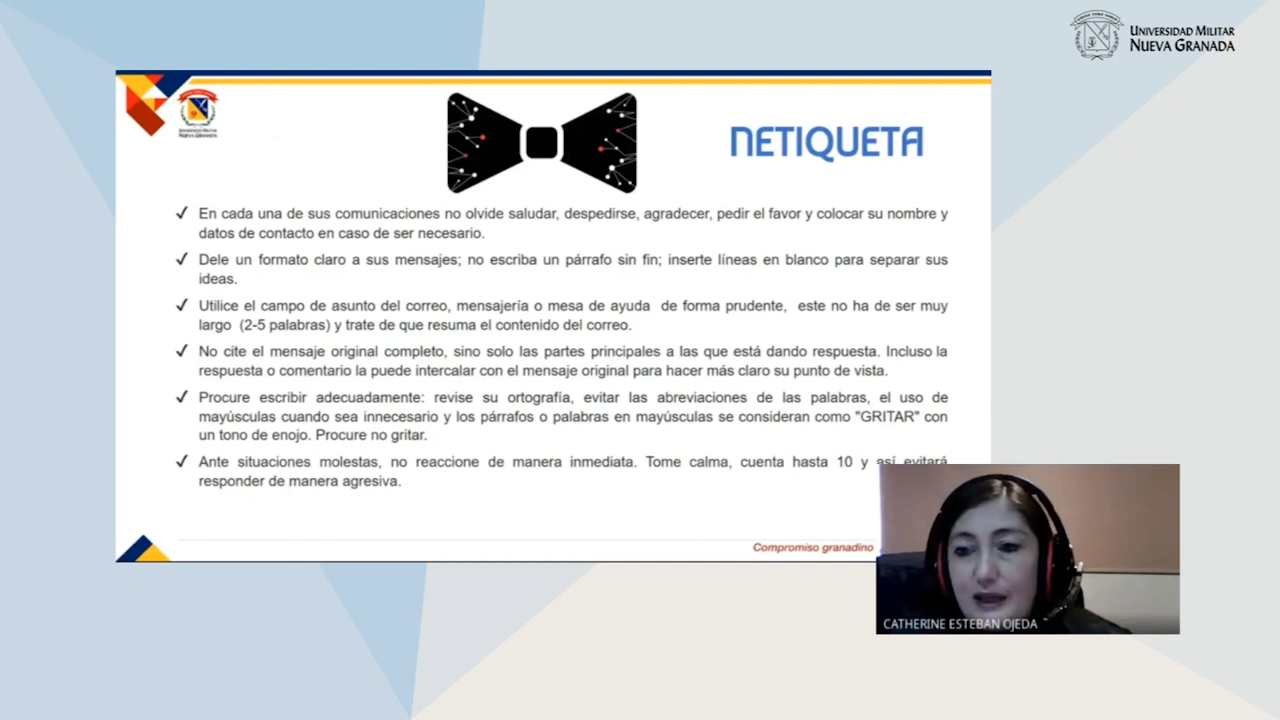 UNIVERSIDAD MILITAR
NUEVA GRANADA
UNIVERSIDAD MILITAR
NUEVA GRANADA
NETIQUETA
✓ En cada una de sus comunicaciones no olvide saludar, despedirse, agradecer, pedir el favor y colocar su nombre y
datos de contacto en caso de ser necesario.
✓ Dele un formato claro a sus mensajes; no escriba un párrafo sin fin; inserte líneas en blanco para separar sus
ideas.
✓ Utilice el campo de asunto del correo, mensajería o mesa de ayuda de forma prudente, este no ha de ser muy
largo (2-5 palabras) y trate de que resuma el contenido del correo.
✓ No cite el mensaje original completo, sino solo las partes principales a las que está dando respuesta. Incluso la
respuesta o comentario la puede intercalar con el mensaje original para hacer más claro su punto de vista.
✓ Procure escribir adecuadamente: revise su ortografía, evitar las abreviaciones de las palabras, el uso de
mayúsculas cuando sea innecesario y los párrafos o palabras en mayúsculas se consideran como "GRITAR" con
un tono de enojo. Procure no gritar.
✓ Ante situaciones molestas, no reaccione de manera inmediata. Tome calma, cuenta hasta 10 y así evitará
responder de manera agresiva.
Compromiso granadino
CATHERINE ESTEBAN OJEDA